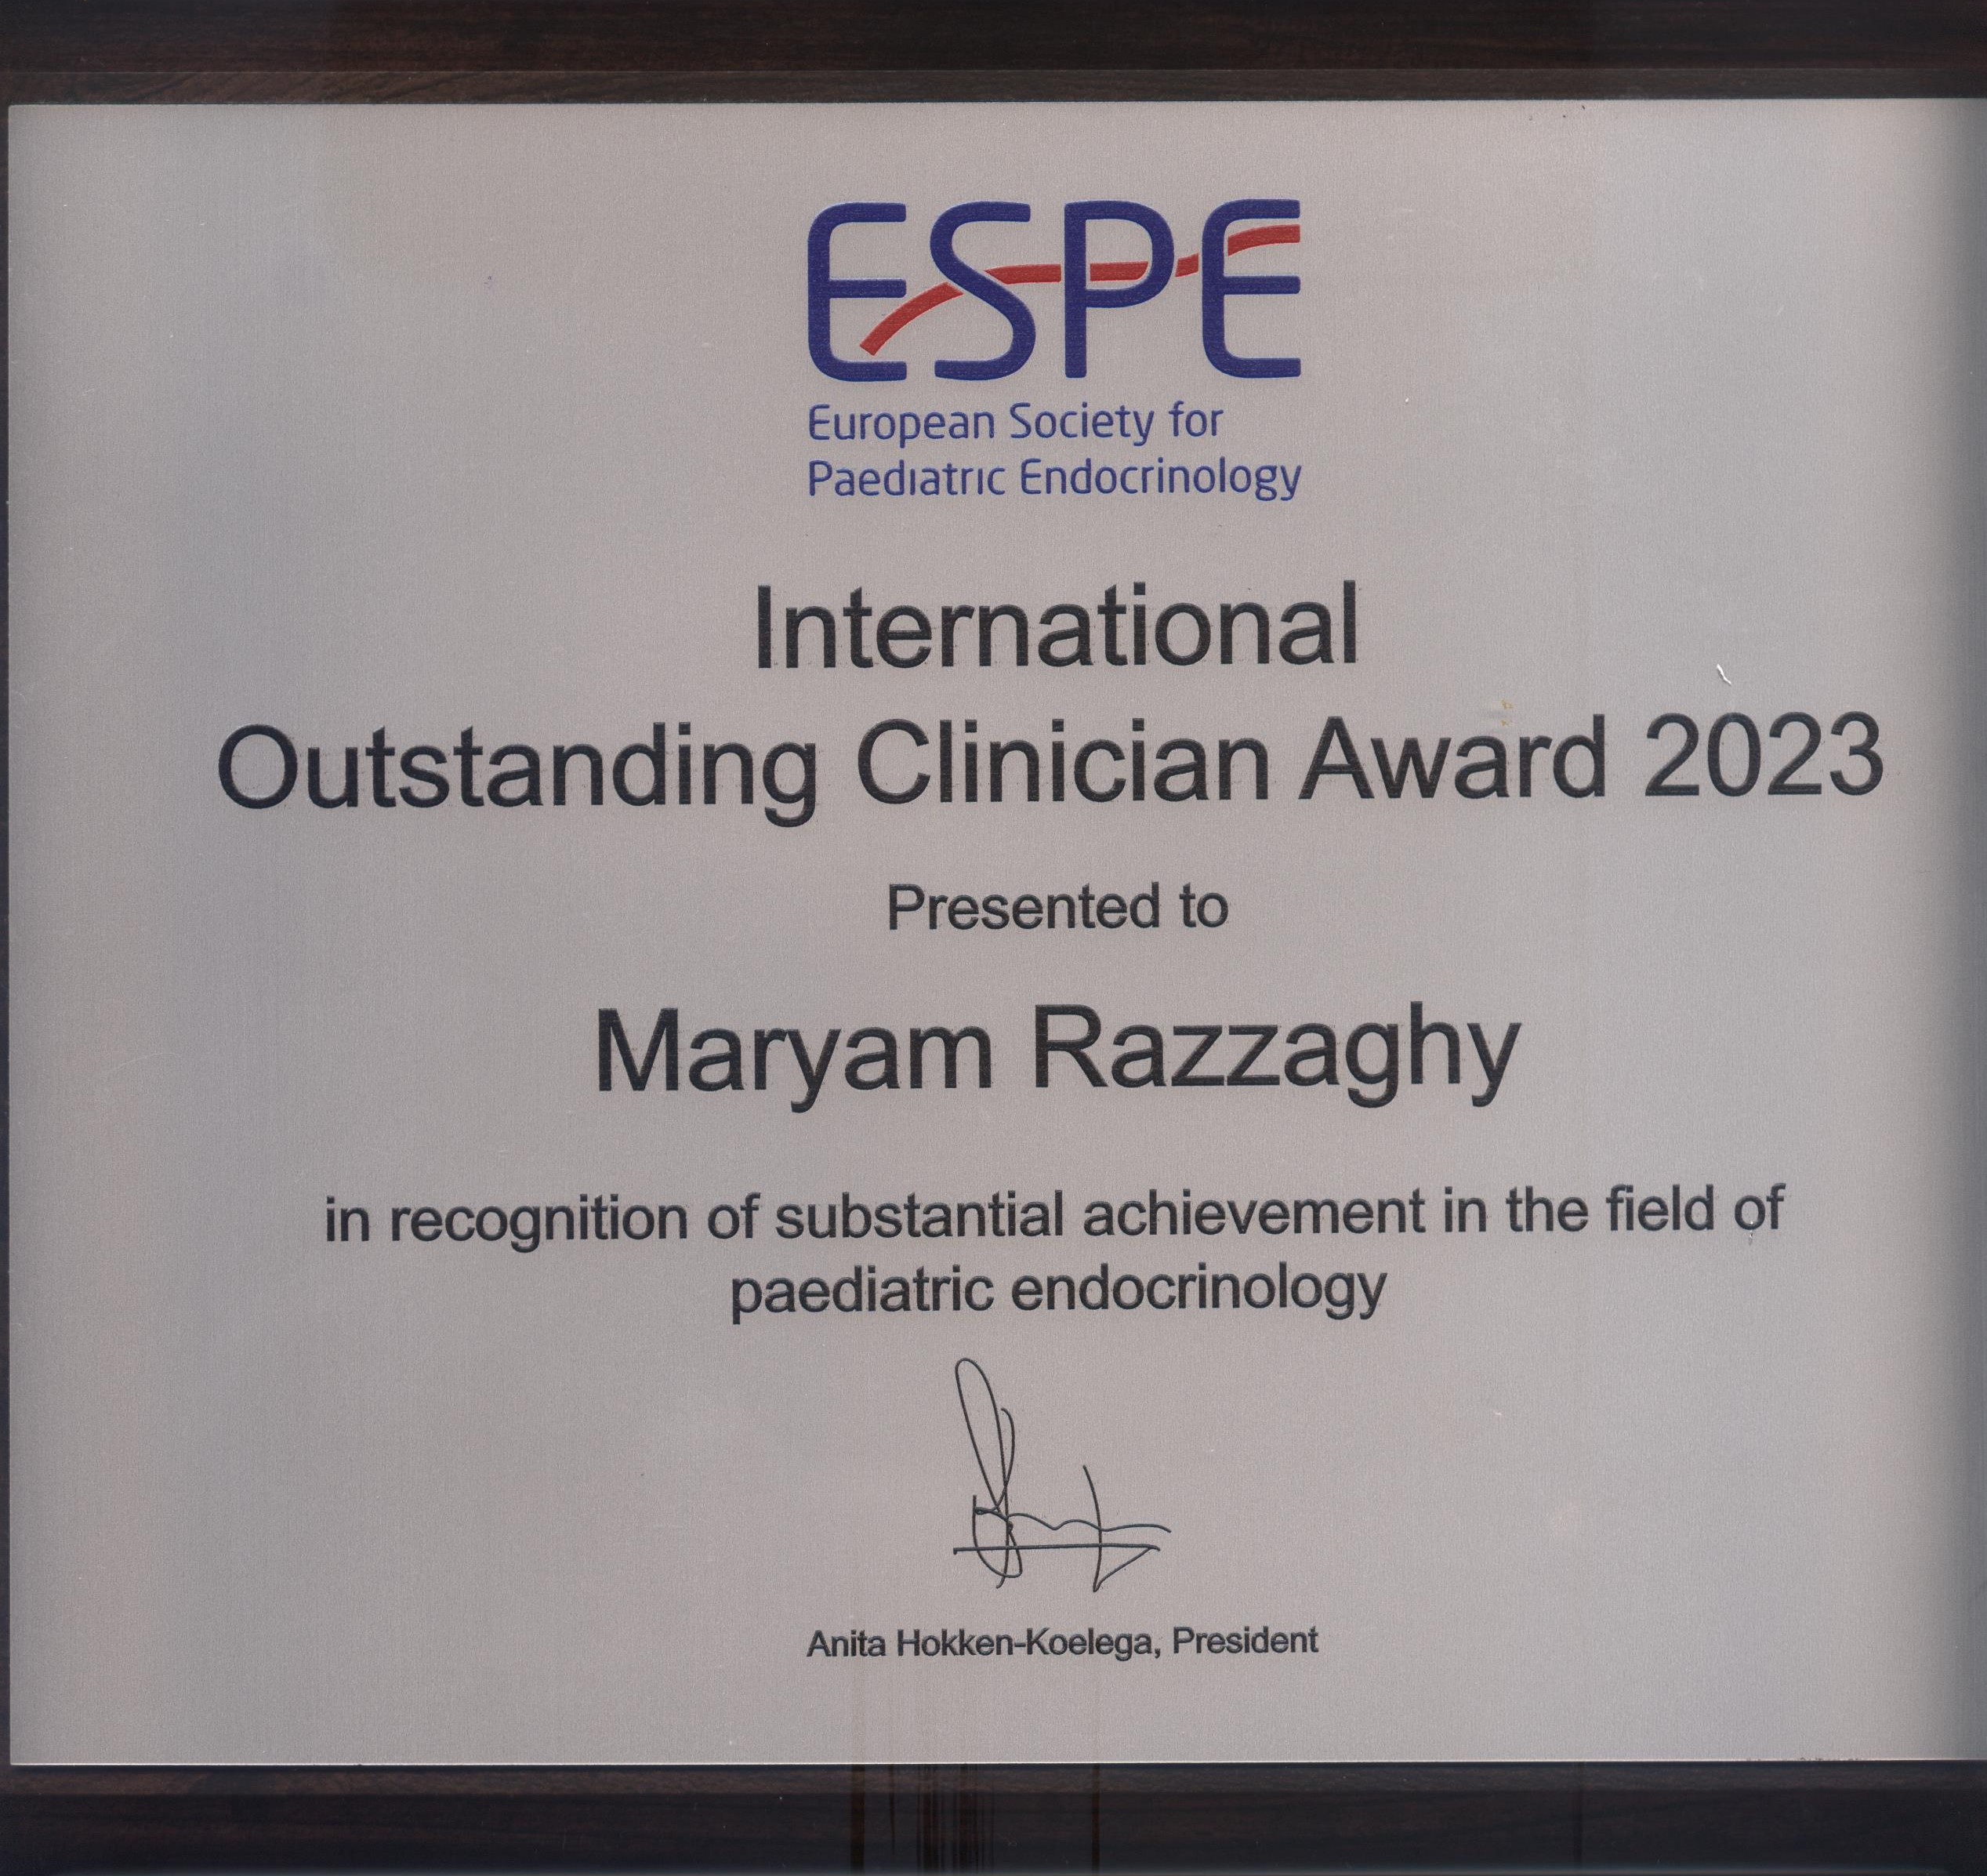 ESPE
European Society for
Paediatric Endocrinology
International
Outstanding Clinician Award 2023
Presented to
Maryam Razzaghy
in recognition of substantial achievement in the field of
paediatric endocrinology
Anita Hokken-Koelega, President